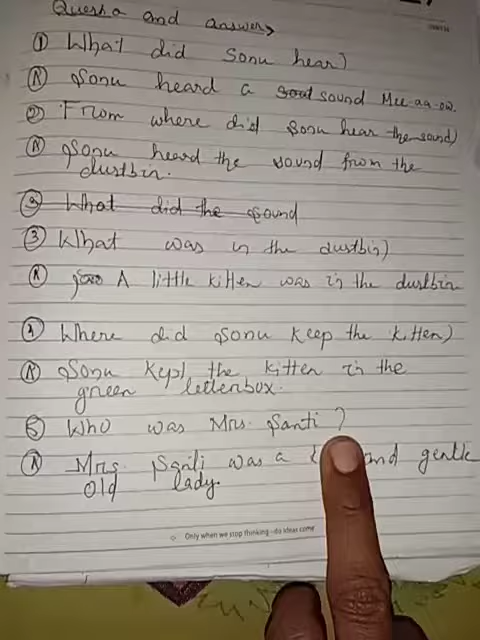 Quest a and answers
① What did Sonu hear?
Ⓐ Sonu heard a sound Mee-aa-ow.
② From where did Sonu hear the sound?
Ⓐ Sonu heard the sound from the
dustbin.
③ What did the sound
③ What was in the dustbin?
Ⓐ A little kitten was in the dustbin
④ Where did Sonu keep the kitten?
Ⓐ Sonu kept the kitten in the
green letterbox.
⑤ Who was Mrs. Santi?
Ⓐ Mrs. Santi was a and gentle
old lady.
Only when we stop thinking - do ideas come